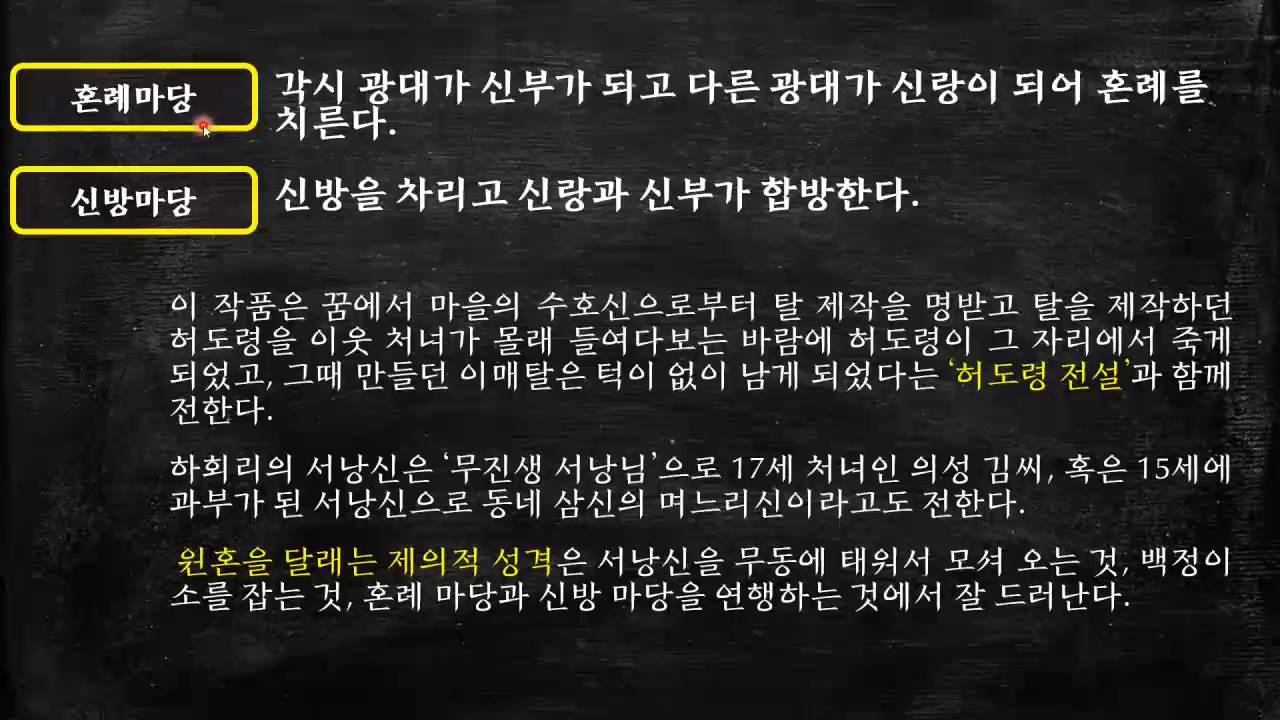 혼례마당
각시 광대가 신부가 되고 다른 광대가 신랑이 되어 혼례를
치른다.
신방마당
신방을 차리고 신랑과 신부가 합방한다.
이 작품은 꿈에서 마을의 수호신으로부터 탈 제작을 명받고 탈을 제작하던
허도령을 이웃 처녀가 몰래 들여다보는 바람에 허도령이 그 자리에서 죽게
되었고, 그때 만들던 이매탈은 턱이 없이 남게 되었다는 ‘허도령 전설’과 함께
전한다.
하회리의 서낭신은 ‘무진생 서낭님’으로 17세 처녀인 의성 김씨, 혹은 15세에
과부가 된 서낭신으로 동네 삼신의 며느리신이라고도 전한다.
원혼을 달래는 제의적 성격은 서낭신을 무동에 태워서 모셔 오는 것, 백정이
소를 잡는 것, 혼례 마당과 신방 마당을 연행하는 것에서 잘 드러난다.